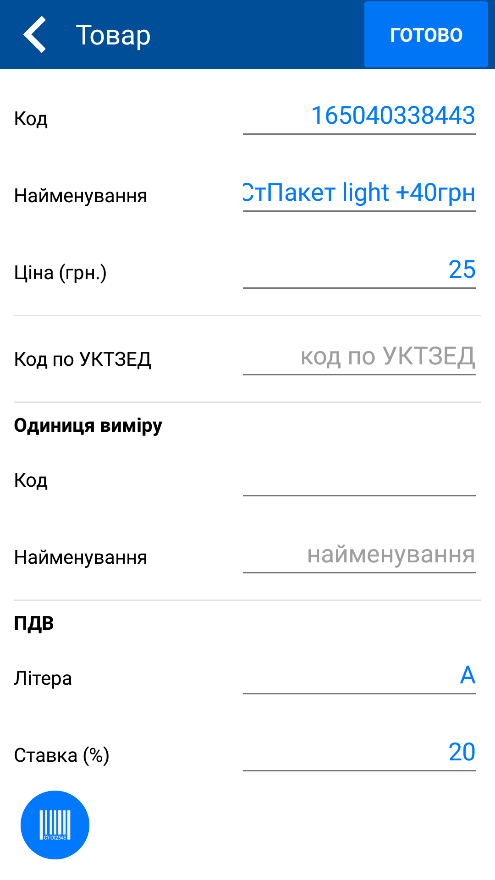 Товар
ГОТОВО
Код 165040338443
Найменування СтПакет light +40грн
Ціна (грн.) 25
Код по УКТЗЕД код по УКТЗЕД
Одиниця виміру
Код
Найменування найменування
ПДВ
Літера А
Ставка (%) 20